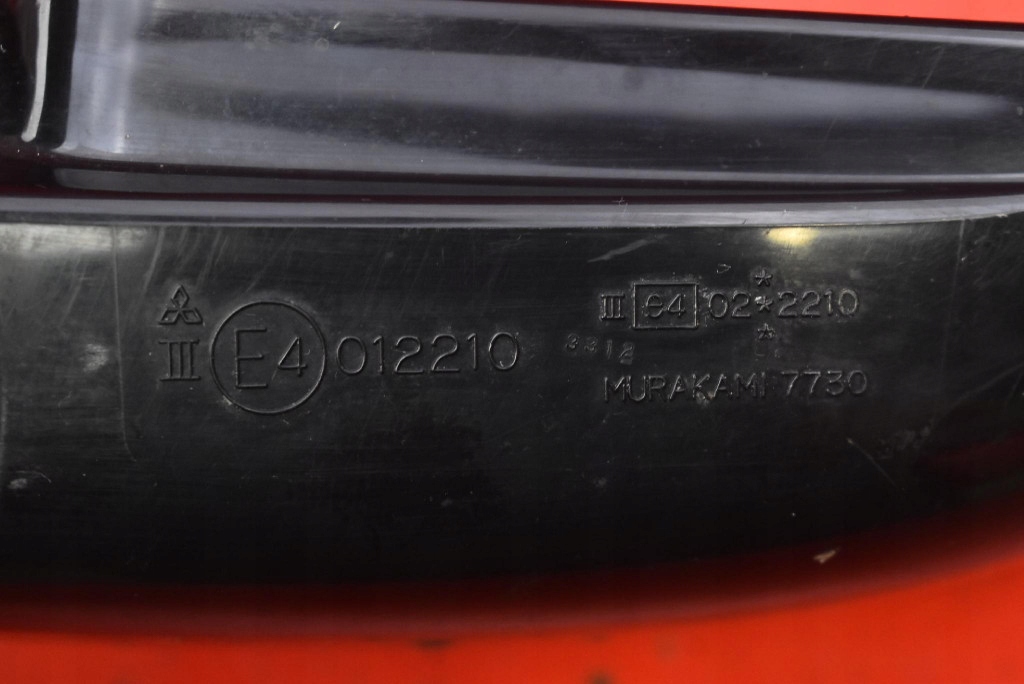 III E4 012210
III e4 02*2210
3312
MURAKAMI 7730